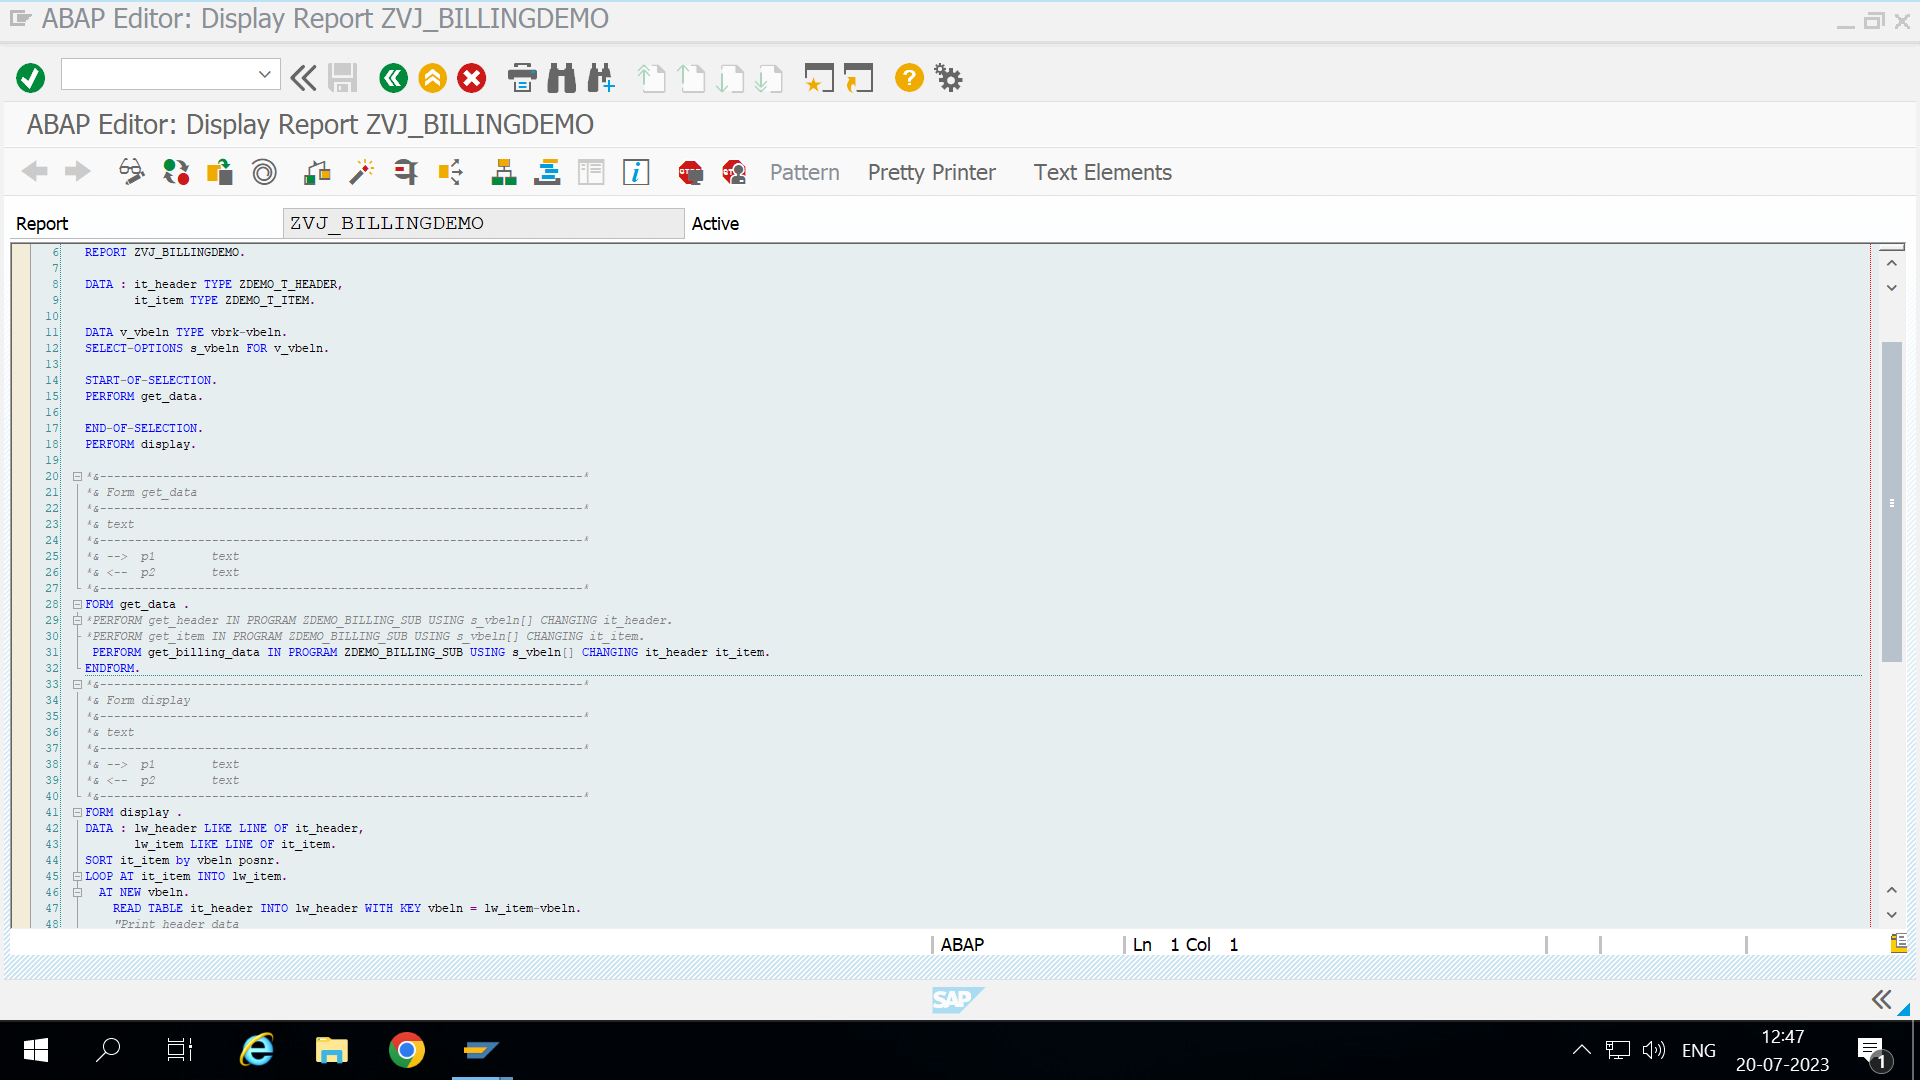 ABAP Editor: Display Report ZVJ_BILLINGDEMO
ABAP Editor: Display Report ZVJ_BILLINGDEMO
Pattern Pretty Printer Text Elements
Report ZVJ_BILLINGDEMO Active
6 REPORT ZVJ_BILLINGDEMO.
7
8 DATA : it_header TYPE ZDEMO_T_HEADER,
9 it_item TYPE ZDEMO_T_ITEM.
10
11 DATA v_vbeln TYPE vbrk-vbeln.
12 SELECT-OPTIONS s_vbeln FOR v_vbeln.
13
14 START-OF-SELECTION.
15 PERFORM get_data.
16
17 END-OF-SELECTION.
18 PERFORM display.
19
20 *&---------------------------------------------------------------------*
21 *& Form get_data
22 *&---------------------------------------------------------------------*
23 *& text
24 *&---------------------------------------------------------------------*
25 *& --> p1 text
26 *& <-- p2 text
27 *&---------------------------------------------------------------------*
28 FORM get_data .
29 *PERFORM get_header IN PROGRAM ZDEMO_BILLING_SUB USING s_vbeln[] CHANGING it_header.
30 *PERFORM get_item IN PROGRAM ZDEMO_BILLING_SUB USING s_vbeln[] CHANGING it_item.
31 PERFORM get_billing_data IN PROGRAM ZDEMO_BILLING_SUB USING s_vbeln[] CHANGING it_header it_item.
32 ENDFORM.
33 *&---------------------------------------------------------------------*
34 *& Form display
35 *&---------------------------------------------------------------------*
36 *& text
37 *&---------------------------------------------------------------------*
38 *& --> p1 text
39 *& <-- p2 text
40 *&---------------------------------------------------------------------*
41 FORM display .
42 DATA : lw_header LIKE LINE OF it_header,
43 lw_item LIKE LINE OF it_item.
44 SORT it_item by vbeln posnr.
45 LOOP AT it_item INTO lw_item.
46 AT NEW vbeln.
47 READ TABLE it_header INTO lw_header WITH KEY vbeln = lw_item-vbeln.
48 "Print header data
ABAP Ln 1 Col 1
SAP
ENG
12:47
20-07-2023
1